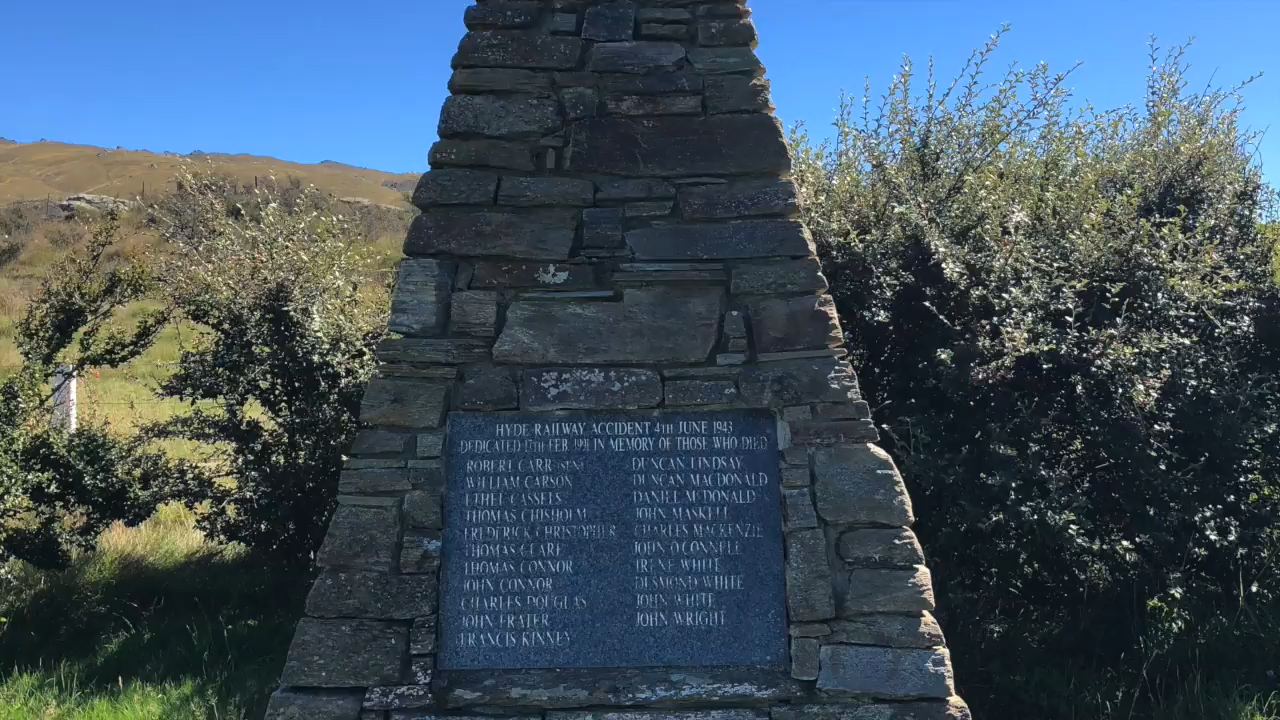 HYDE RAILWAY ACCIDENT 4TH JUNE 1943
DEDICATED 17TH FEB. 1991 IN MEMORY OF THOSE WHO DIED
ROBERT CARR SENR
WILLIAM CARSON
ETHEL CASSELS
THOMAS CHISHOLM
FREDERICK CHRISTOPHER
THOMAS CLARE
THOMAS CONNOR
JOHN CONNOR
CHARLES DOUGLAS
JOHN FRATER
FRANCIS KINNEY
DUNCAN LINDSAY
DUNCAN MACDONALD
DANIEL MCDONALD
JOHN MASKELL
CHARLES MACKENZIE
JOHN O'CONNELL
IRENE WHITE
DESMOND WHITE
JOHN WHITE
JOHN WRIGHT